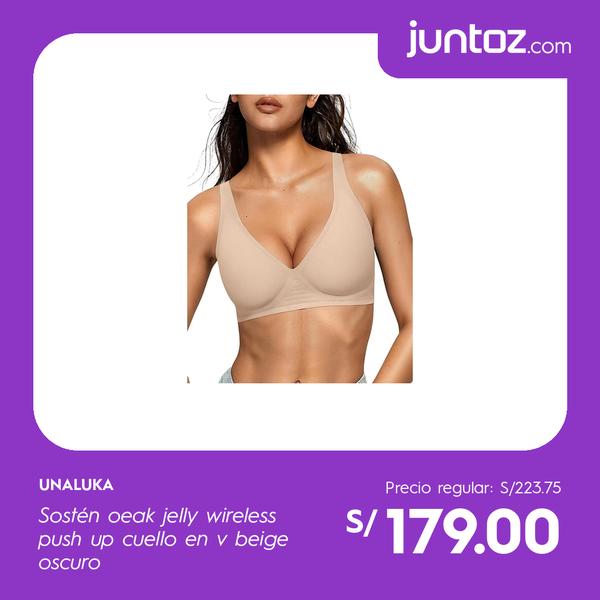 juntoz.com
UNALUKA
Sostén oeak jelly wireless
push up cuello en v beige
oscuro
Precio regular: S/223.75
S/179.00